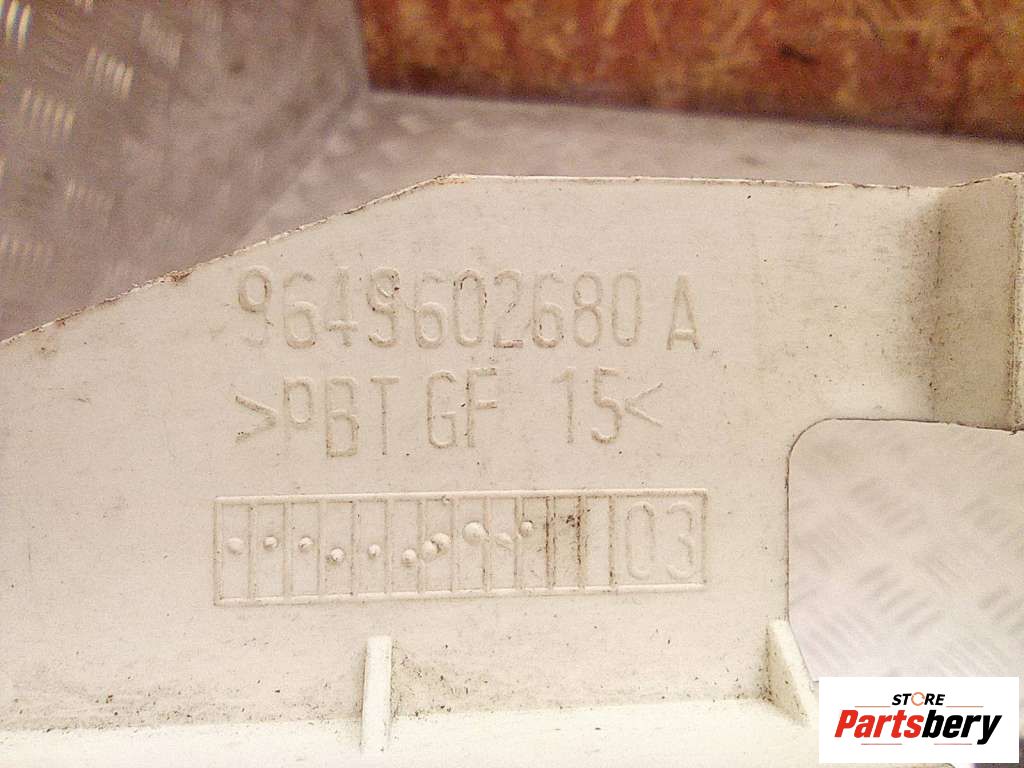 9649602680 A
>PBT GF 15<
03
STORE
Partsbery